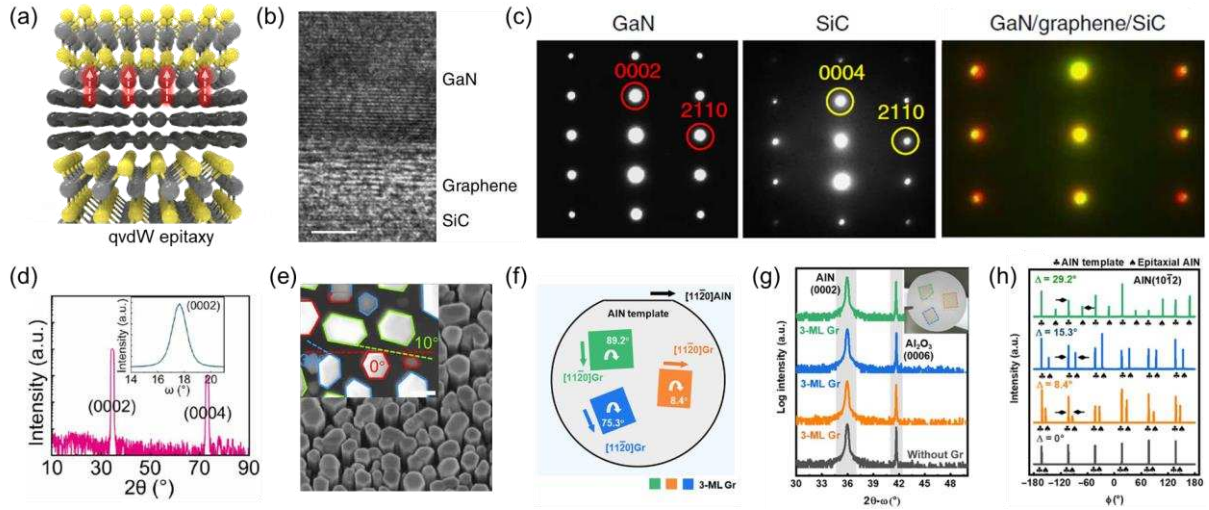 (a)
qvdW epitaxy
(b)
GaN
Graphene
SiC
(c)
GaN
SiC
GaN/graphene/SiC
0002
2110
0004
2110
(d)
Intensity (a.u.)
(0002)
(0004)
10 30 50 70 90
2θ (°)
Intensity (a.u.)
(0002)
14 16 18 20
ω (°)
(e)
10°
0°
(f)
[112̄0]AlN
AlN template
89.2°
[112̄0]Gr
[112̄0]Gr
8.4°
75.3°
[112̄0]Gr
3-ML Gr
(g)
Log intensity (a.u.)
AlN
(0002)
3-ML Gr
Al₂O₃
(0006)
3-ML Gr
3-ML Gr
Without Gr
30 35 40 45 50
2θ-ω(°)
(h)
♣AlN template ♠Epitaxial AlN
Intensity (a.u.)
AlN(101̄2)
Δ = 29.2°
Δ = 15.3°
Δ = 8.4°
Δ = 0°
-180 -120 -60 0 60 120 180
ϕ(°)